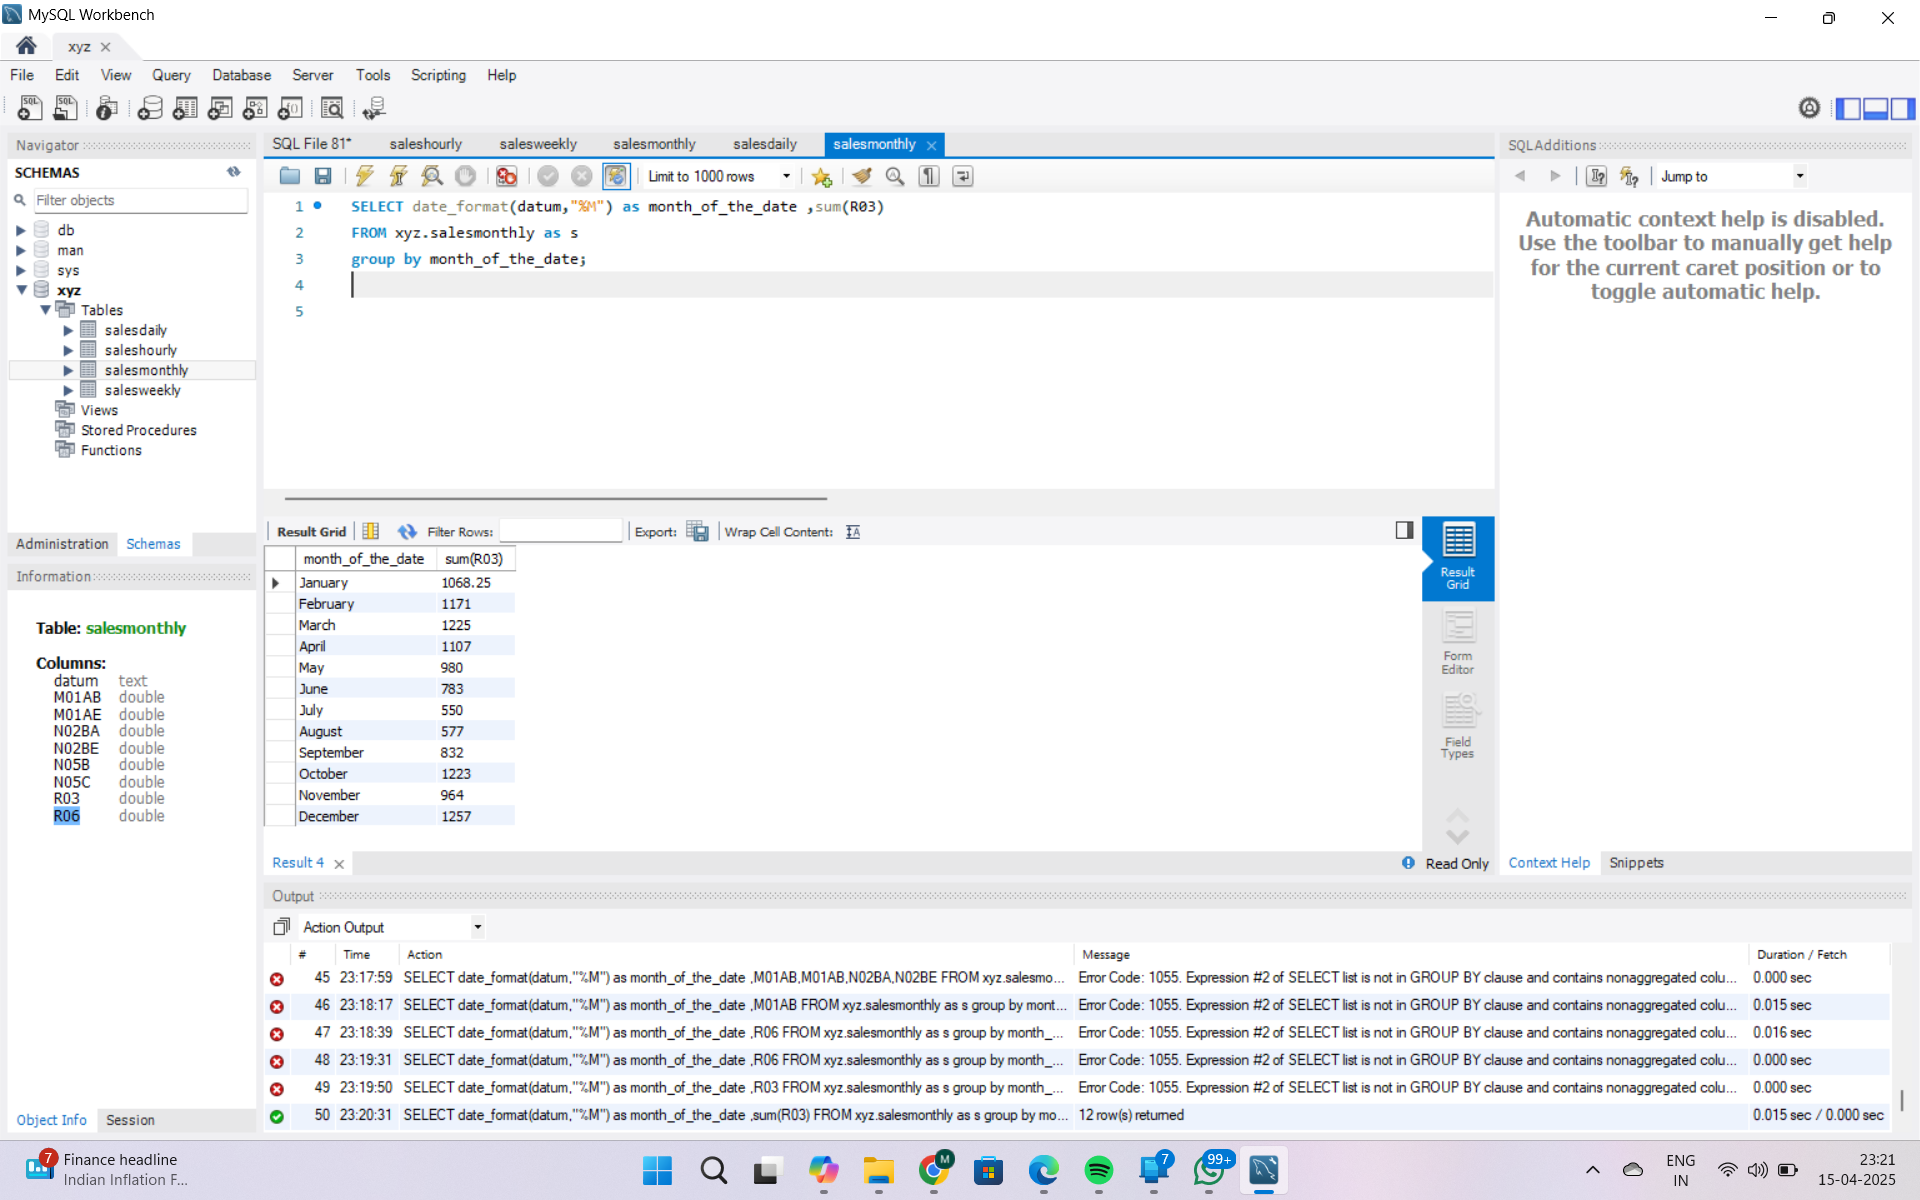 MySQL Workbench
xyz
File Edit View Query Database Server Tools Scripting Help
Navigator
SCHEMAS
Filter objects
db
man
sys
xyz
Tables
salesdaily
saleshourly
salesmonthly
salesweekly
Views
Stored Procedures
Functions
Administration Schemas
Information
Table: salesmonthly
Columns:
datum text
M01AB double
M01AE double
N02BA double
N02BE double
N05B double
N05C double
R03 double
R06 double
Object Info Session
SQL File 81* saleshourly salesweekly salesmonthly salesdaily salesmonthly
Limit to 1000 rows
1 SELECT date_format(datum,"%M") as month_of_the_date ,sum(R03)
2 FROM xyz.salesmonthly as s
3 group by month_of_the_date;
4
5
Result Grid Filter Rows: Export: Wrap Cell Content:
month_of_the_date sum(R03)
January 1068.25
February 1171
March 1225
April 1107
May 980
June 783
July 550
August 577
September 832
October 1223
November 964
December 1257
Result Grid
Form Editor
Field Types
Result 4 Read Only
SQLAdditions
Jump to
Automatic context help is disabled.
Use the toolbar to manually get help
for the current caret position or to
toggle automatic help.
Context Help Snippets
Output
Action Output
# Time Action Message Duration / Fetch
45 23:17:59 SELECT date_format(datum,"%M") as month_of_the_date ,M01AB,M01AB,N02BA,N02BE FROM xyz.salesmo... Error Code: 1055. Expression #2 of SELECT list is not in GROUP BY clause and contains nonaggregated colu... 0.000 sec
46 23:18:17 SELECT date_format(datum,"%M") as month_of_the_date ,M01AB FROM xyz.salesmonthly as s group by mont... Error Code: 1055. Expression #2 of SELECT list is not in GROUP BY clause and contains nonaggregated colu... 0.015 sec
47 23:18:39 SELECT date_format(datum,"%M") as month_of_the_date ,R06 FROM xyz.salesmonthly as s group by month_... Error Code: 1055. Expression #2 of SELECT list is not in GROUP BY clause and contains nonaggregated colu... 0.016 sec
48 23:19:31 SELECT date_format(datum,"%M") as month_of_the_date ,R06 FROM xyz.salesmonthly as s group by month_... Error Code: 1055. Expression #2 of SELECT list is not in GROUP BY clause and contains nonaggregated colu... 0.000 sec
49 23:19:50 SELECT date_format(datum,"%M") as month_of_the_date ,R03 FROM xyz.salesmonthly as s group by month_... Error Code: 1055. Expression #2 of SELECT list is not in GROUP BY clause and contains nonaggregated colu... 0.000 sec
50 23:20:31 SELECT date_format(datum,"%M") as month_of_the_date ,sum(R03) FROM xyz.salesmonthly as s group by mo... 12 row(s) returned 0.015 sec / 0.000 sec
7
Finance headline
Indian Inflation F...
M
7
99+
ENG
IN
23:21
15-04-2025